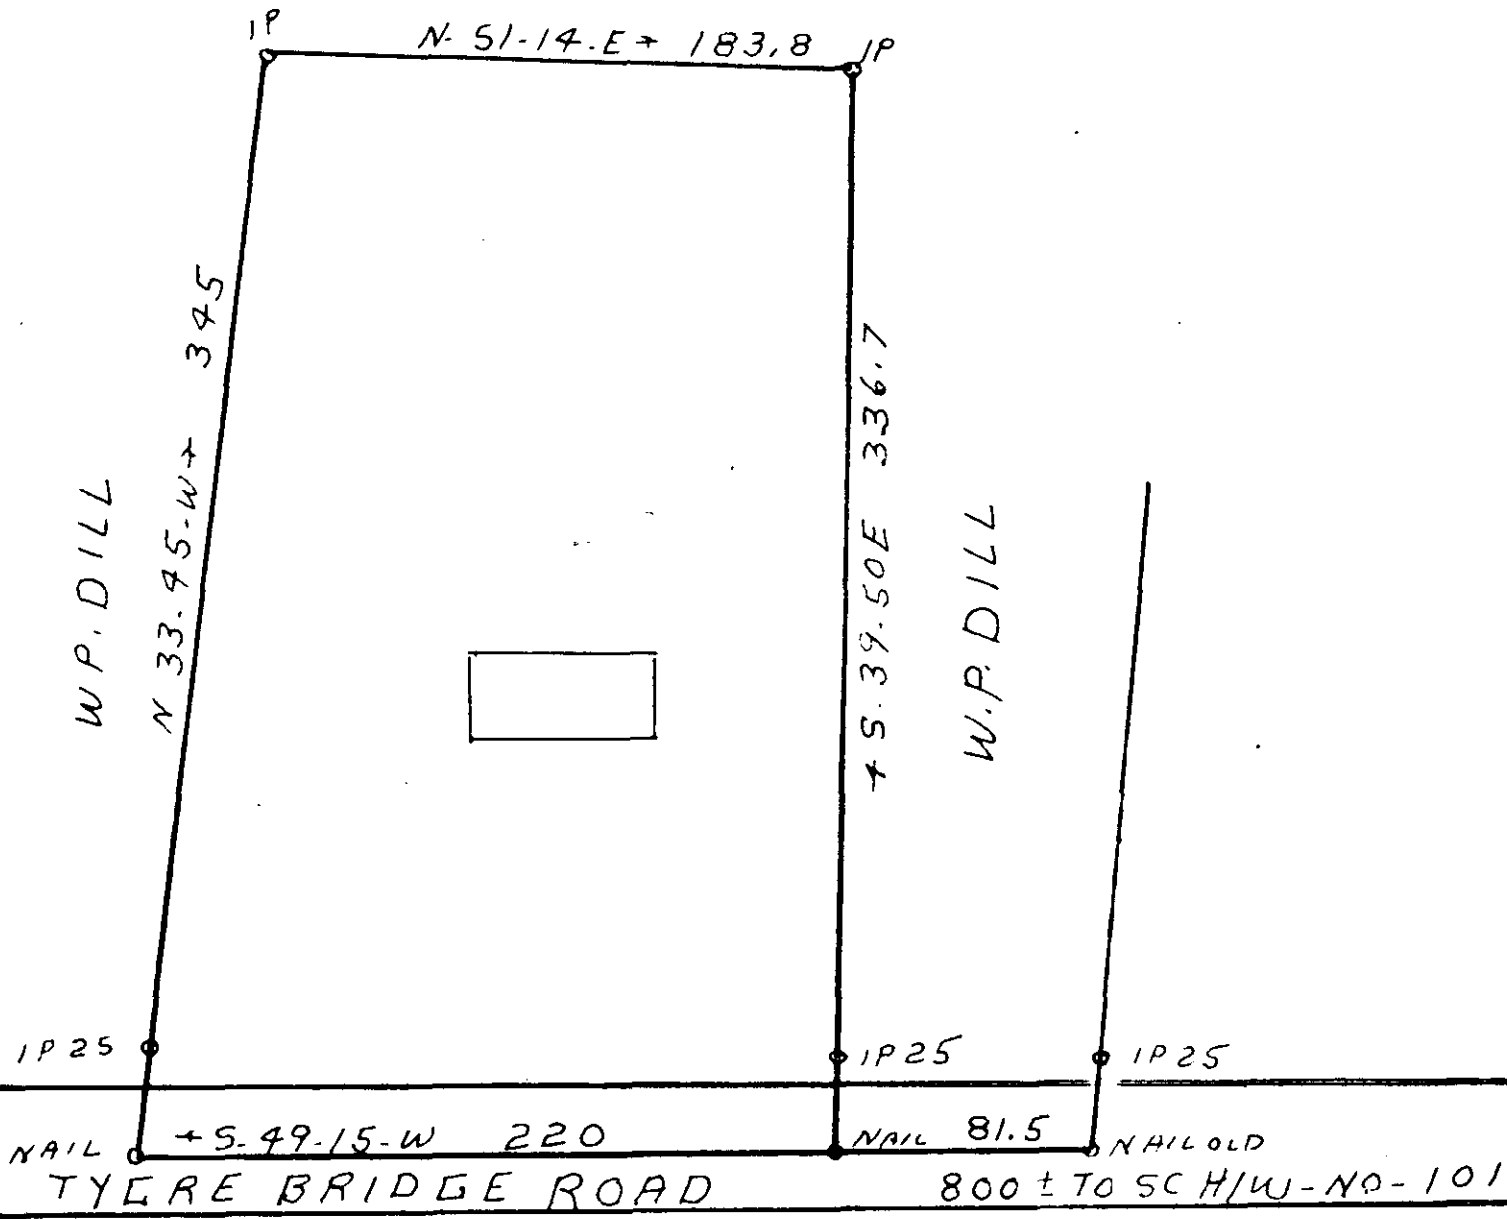 IP
N- 51-14.E → 183.8
IP
N 33-45-W → 345
W P. DILL
→ S. 39.50E 336.7
W.P. DILL
IP 25
IP 25
IP 25
NAIL
← S-49-15-W 220
NAIL
81.5
NAIL OLD
TYGRE BRIDGE ROAD
800 ± TO SC H/W-NO-101